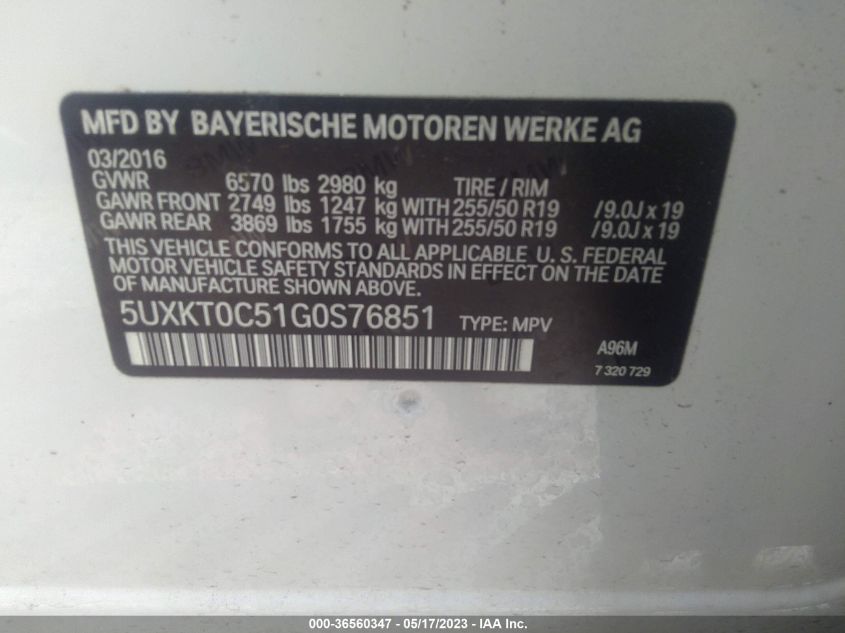 MFD BY BAYERISCHE MOTOREN WERKE AG
03/2016
GVWR 6570 lbs 2980 kg TIRE / RIM
GAWR FRONT 2749 lbs 1247 kg WITH 255/50 R19 /9.0J x 19
GAWR REAR 3869 lbs 1755 kg WITH 255/50 R19 /9.0J x 19
THIS VEHICLE CONFORMS TO ALL APPLICABLE U. S. FEDERAL
MOTOR VEHICLE SAFETY STANDARDS IN EFFECT ON THE DATE
OF MANUFACTURE SHOWN ABOVE.
5UXKT0C51G0S76851 TYPE: MPV
A96M
7 320 729
000-36560347 - 05/17/2023 - IAA Inc.